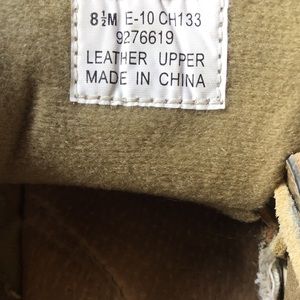 8½M E-10 CH133
9276619
LEATHER UPPER
MADE IN CHINA